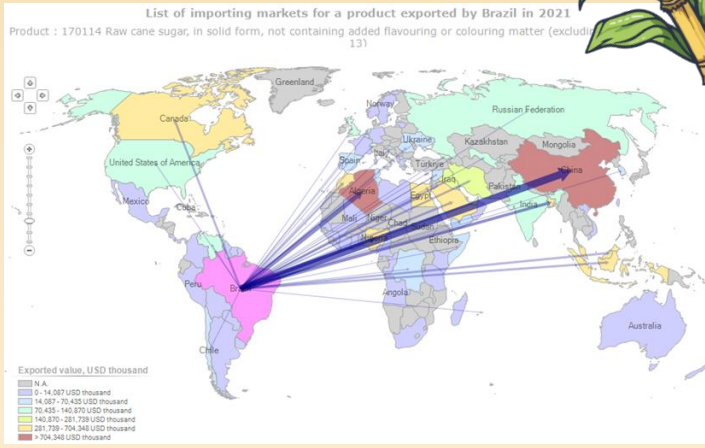 List of importing markets for a product exported by Brazil in 2021
Product : 170114 Raw cane sugar, in solid form, not containing added flavouring or colouring matter
13)
Greenland
Norway
Russian Federation
Canada
Ukraine
Kazakhstan
Mongolia
Italy
Spain
Türkiye
United States of America
China
Iraq
Pakistan
Algeria
Egypt
Mexico
Cuba
India
Mali
Niger
Chad
Sudan
Nigeria
Ethiopia
Peru
Angola
Australia
Chile
Exported value, USD thousand
N.A.
0 - 14,087 USD thousand
14,087 - 70,435 USD thousand
70,435 - 140,870 USD thousand
140,870 - 281,739 USD thousand
281,739 - 704,348 USD thousand
> 704,348 USD thousand